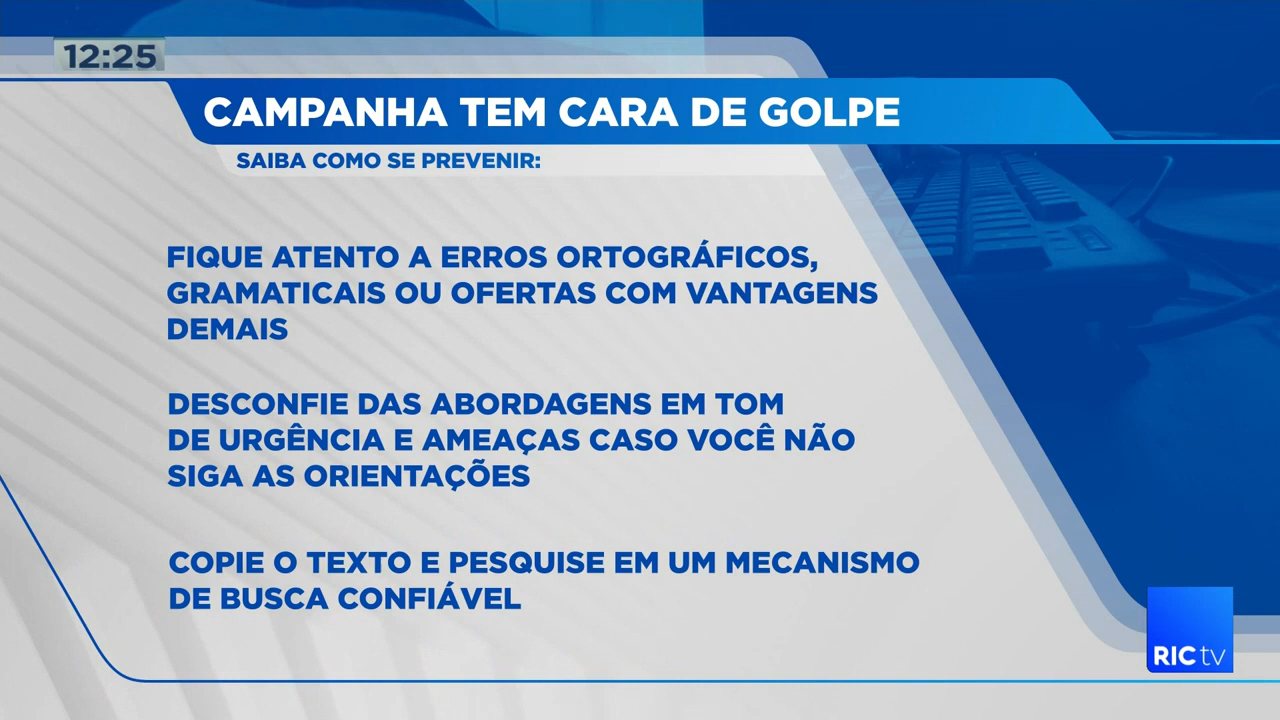 12:25
CAMPANHA TEM CARA DE GOLPE
SAIBA COMO SE PREVENIR:
FIQUE ATENTO A ERROS ORTOGRÁFICOS,
GRAMATICAIS OU OFERTAS COM VANTAGENS
DEMAIS
DESCONFIE DAS ABORDAGENS EM TOM
DE URGÊNCIA E AMEAÇAS CASO VOCÊ NÃO
SIGA AS ORIENTAÇÕES
COPIE O TEXTO E PESQUISE EM UM MECANISMO
DE BUSCA CONFIÁVEL
RIC tv